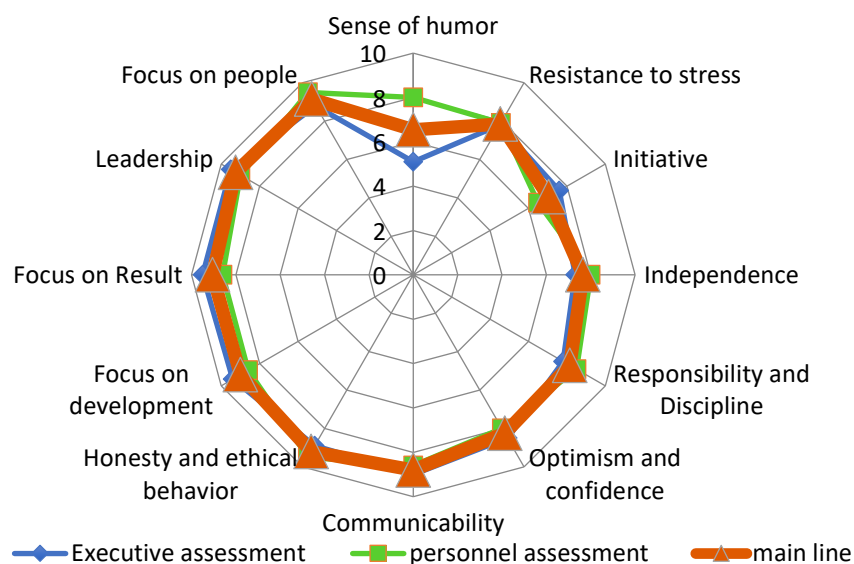 Sense of humor
Resistance to stress
Initiative
Independence
Responsibility and
Discipline
Optimism and
confidence
Communicability
Honesty and ethical
behavior
Focus on
development
Focus on Result
Leadership
Focus on people
10
8
6
4
2
0
Executive assessment
personnel assessment
main line